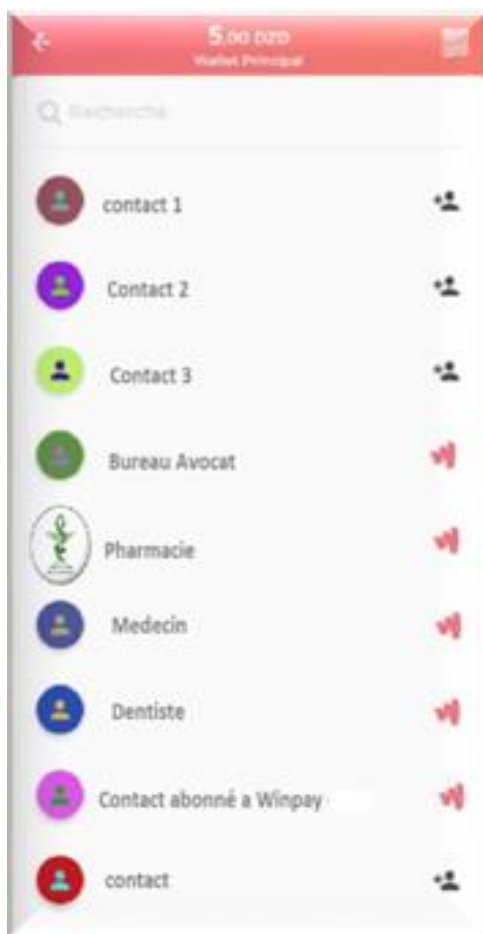 5,00 DZD
Wallet Principal
Recherche
contact 1
Contact 2
Contact 3
Bureau Avocat
Pharmacie
Medecin
Dentiste
Contact abonné a Winpay
contact